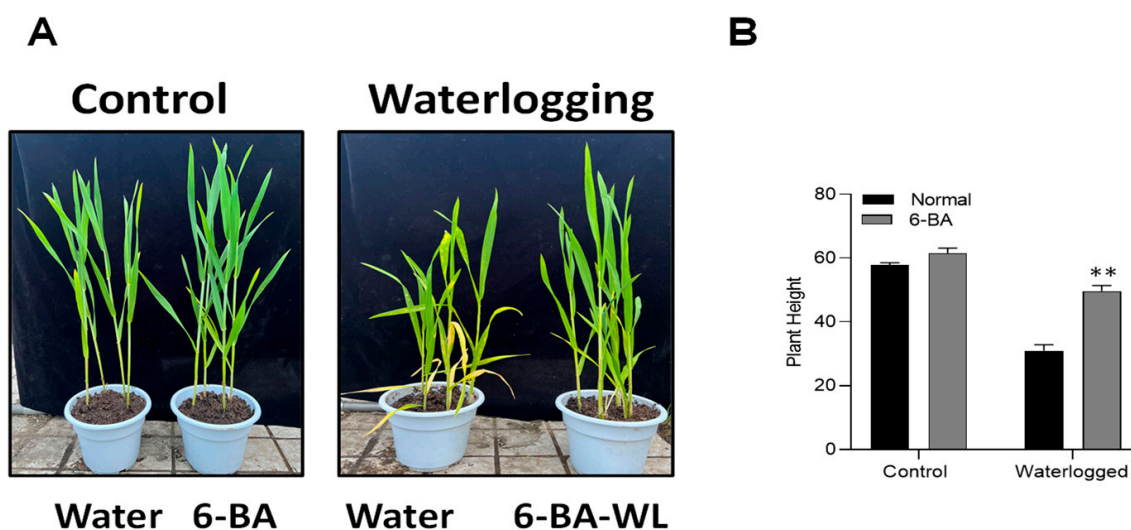 A
Control
Waterlogging
Water 6-BA
Water 6-BA-WL
B
Normal
6-BA
80
60
40
20
0
Plant Height
**
Control
Waterlogged